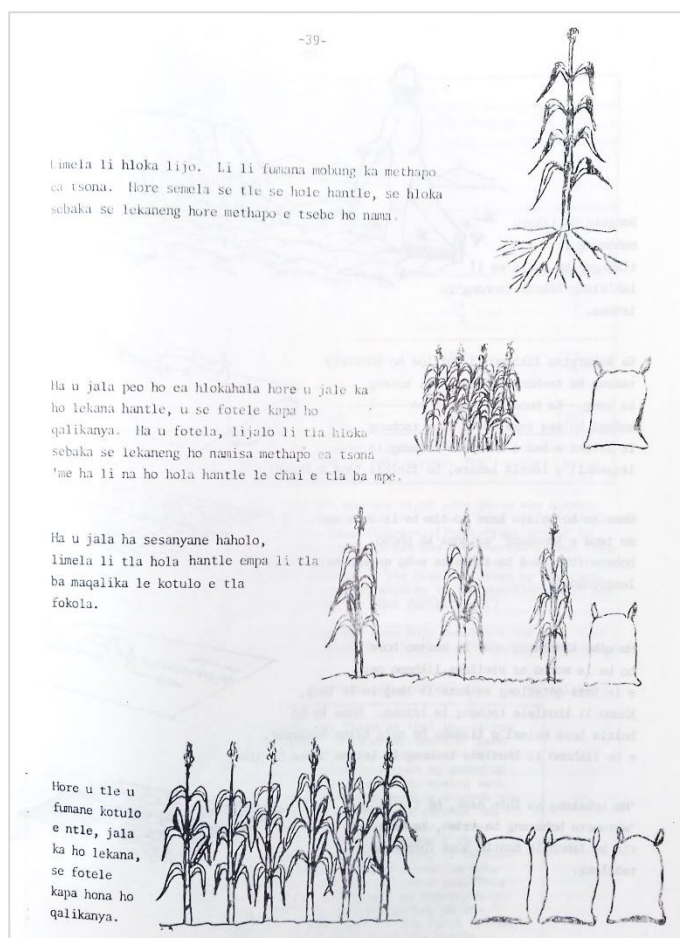 -39-
Limela li hloka lijo. Li li fumana mobung ka methapo
ea tsona. Hore semela se tle se hole hantle, se hloka
sebaka se lekaneng hore methapo e tsebe ho nama.
Ha u jala peo ho ea hlokahala hore u jale ka
ho lekana hantle, u se fotele kapa ho
qalikanya. Ha u fotela, lijalo li tla hloka
sebaka se lekaneng ho namisa methapo ea tsona
'me ha li na ho hola hantle le chai e tla ba mpe.
Ha u jala ha sesanyane haholo,
limela li tla hola hantle empa li tla
ba maqalika le kotulo e tla
fokola.
Hore u tle u
fumane kotulo
e ntle, jala
ka ho lekana,
se fotele
kapa hona ho
qalikanya.